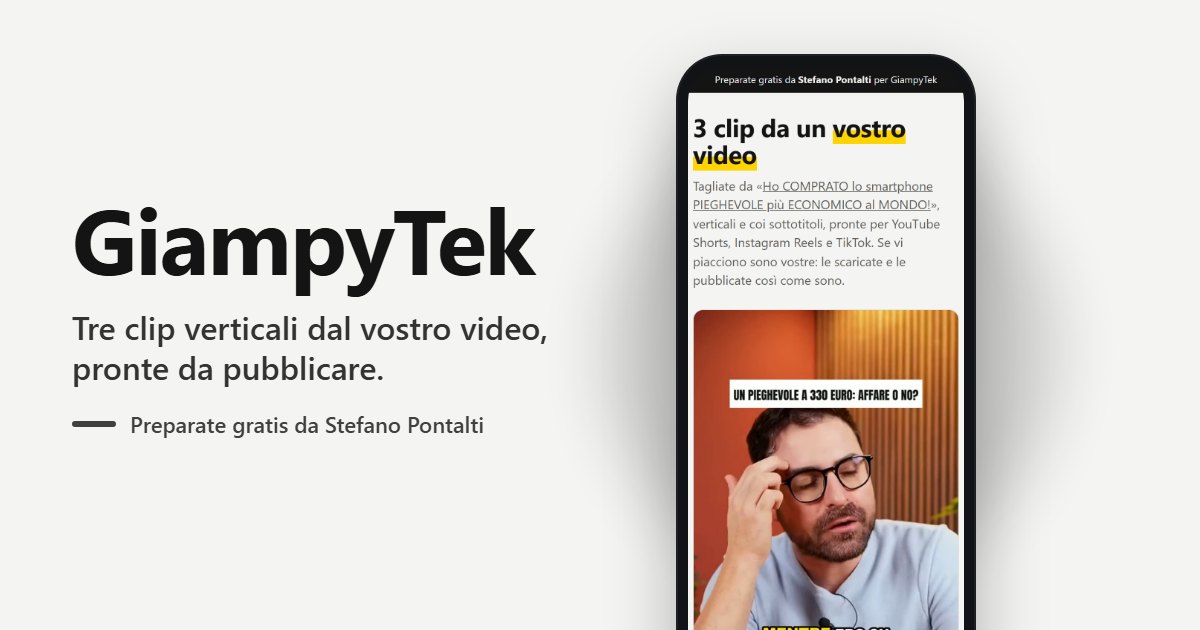 GiampyTek
Tre clip verticali dal vostro video,
pronte da pubblicare.
Preparate gratis da Stefano Pontalti
Preparate gratis da Stefano Pontalti per GiampyTek
3 clip da un vostro
video
Tagliate da «Ho COMPRATO lo smartphone
PIEGHEVOLE più ECONOMICO al MONDO!»,
verticali e coi sottotitoli, pronte per YouTube
Shorts, Instagram Reels e TikTok. Se vi
piacciono sono vostre: le scaricate e le
pubblicate così come sono.
UN PIEGHEVOLE A 330 EURO: AFFARE O NO?